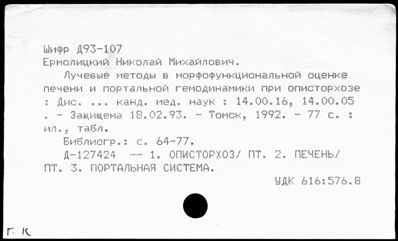 Шифр Д93-107
Ермолицкий Николай Михайлович.
Лучевые методы в морфофункциональной оценке
печени и портальной гемодинамики при описторхозе
: Дис. ... канд. мед. наук : 14.00.16, 14.00.05
. - Защищена 18.02.93. - Томск, 1992. - 77 с. :
ил., табл.
Библиогр.: с. 64-77.
Д-127424 -- 1. ОПИСТОРХОЗ/ ПТ. 2. ПЕЧЕНЬ/
ПТ. 3. ПОРТАЛЬНАЯ СИСТЕМА.
УДК 616:576.8
Г. К